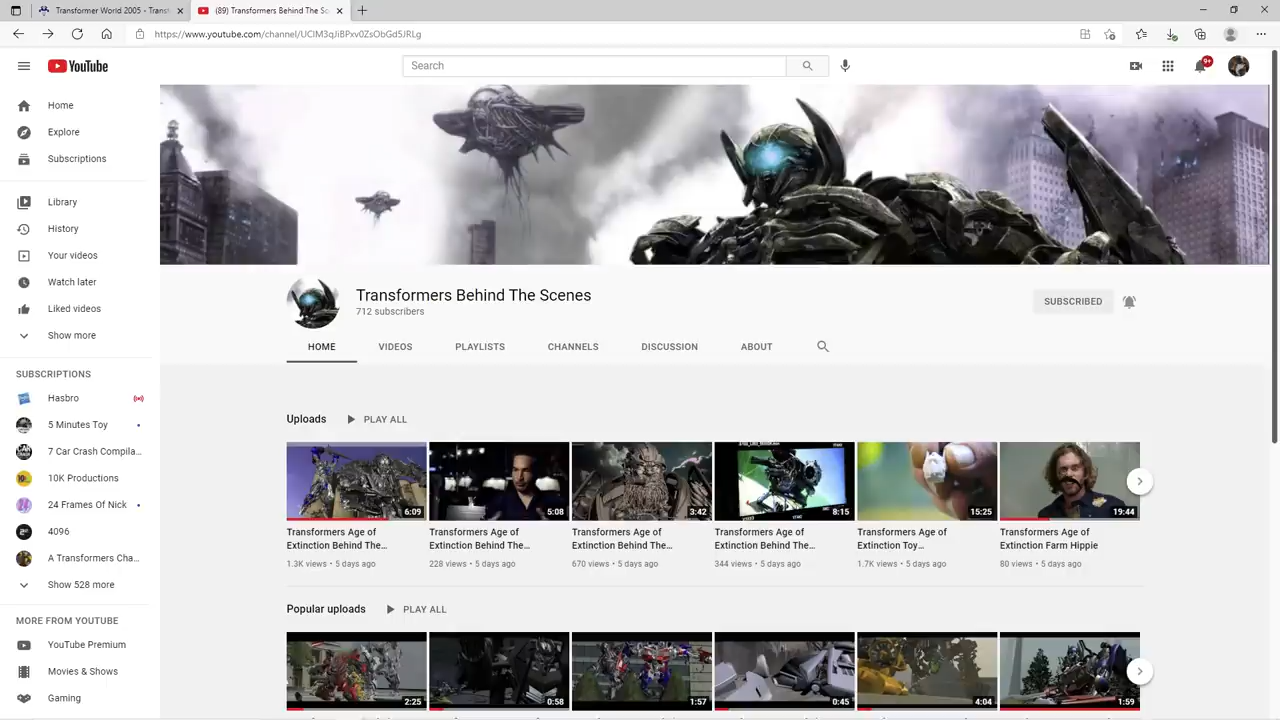 Transformer World 2005 - Transf
(89) Transformers Behind The Sce
https://www.youtube.com/channel/UCIM3qJiBPxv0ZsObGd5JRLg
YouTube
Search
9+
Home
Explore
Subscriptions
Library
History
Your videos
Watch later
Liked videos
Show more
SUBSCRIPTIONS
Hasbro
5 Minutes Toy
7 Car Crash Compila...
10K Productions
24 Frames Of Nick
4096
A Transformers Cha...
Show 528 more
MORE FROM YOUTUBE
YouTube Premium
Movies & Shows
Gaming
Transformers Behind The Scenes
712 subscribers
SUBSCRIBED
HOME VIDEOS PLAYLISTS CHANNELS DISCUSSION ABOUT
Uploads PLAY ALL
6:09 5:08 3:42 8:15 15:25 19:44
Transformers Age of
Extinction Behind The...
1.3K views • 5 days ago
Transformers Age of
Extinction Behind The...
228 views • 5 days ago
Transformers Age of
Extinction Behind The...
670 views • 5 days ago
Transformers Age of
Extinction Behind The...
344 views • 5 days ago
Transformers Age of
Extinction Toy...
1.7K views • 5 days ago
Transformers Age of
Extinction Farm Hippie
80 views • 5 days ago
Popular uploads PLAY ALL
2:25 0:58 1:57 0:45 4:04 1:59